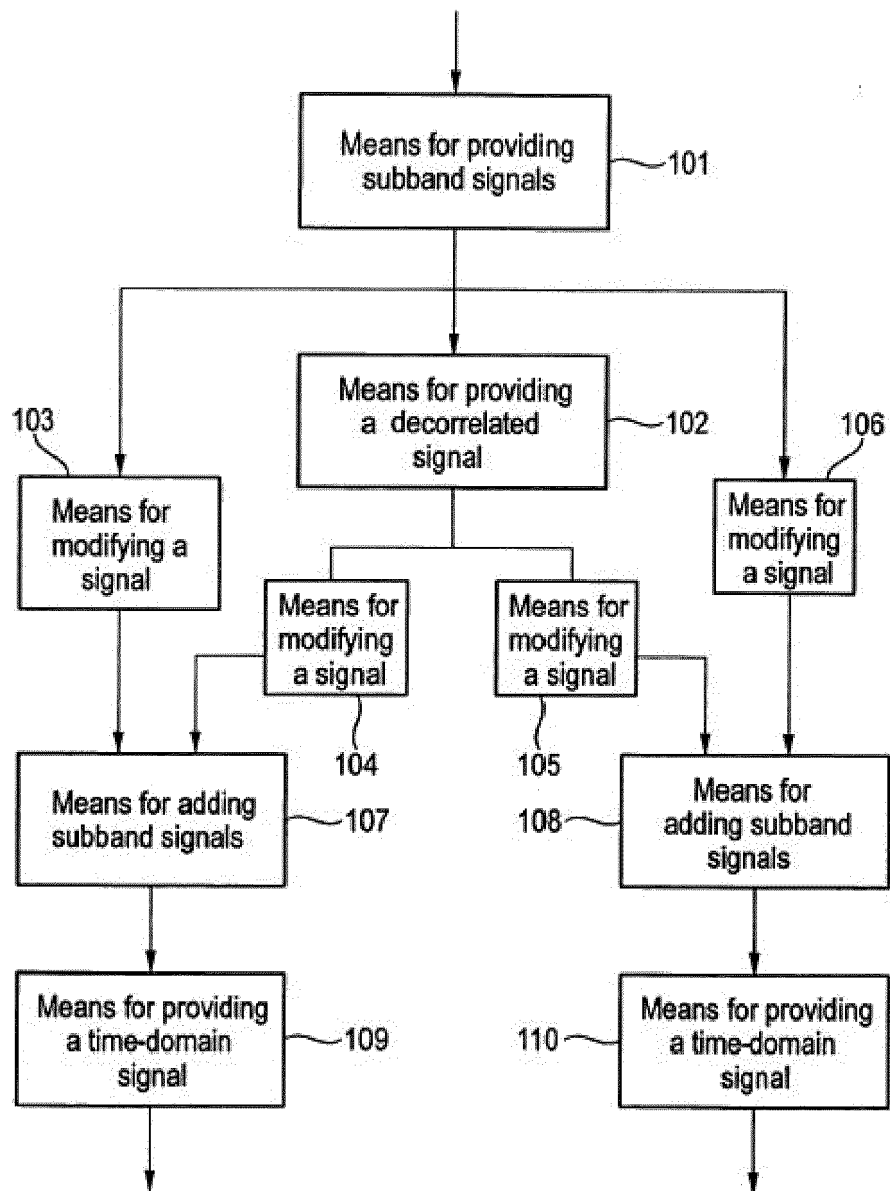 Means for providing
subband signals
101
Means for providing
a decorrelated
signal
102
103
106
Means for
modifying a
signal
Means for
modifying
a signal
Means for
modifying
a signal
Means for
modifying
a signal
104
105
Means for adding
subband signals
107
108
Means for
adding subband
signals
Means for providing
a time-domain
signal
109
110
Means for providing
a time-domain
signal